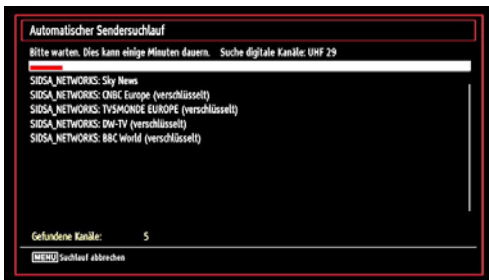 Automatischer Sendersuchlauf
Bitte warten. Dies kann einige Minuten dauern. Suche digitale Kanäle: UHF 29
SIDSA_NETWORKS: Sky News
SIDSA_NETWORKS: CNBC Europe (verschlüsselt)
SIDSA_NETWORKS: TV5MONDE EUROPE (verschlüsselt)
SIDSA_NETWORKS: DW-TV (verschlüsselt)
SIDSA_NETWORKS: BBC World (verschlüsselt)
Gefundene Kanäle: 5
MENU Suchlauf abbrechen